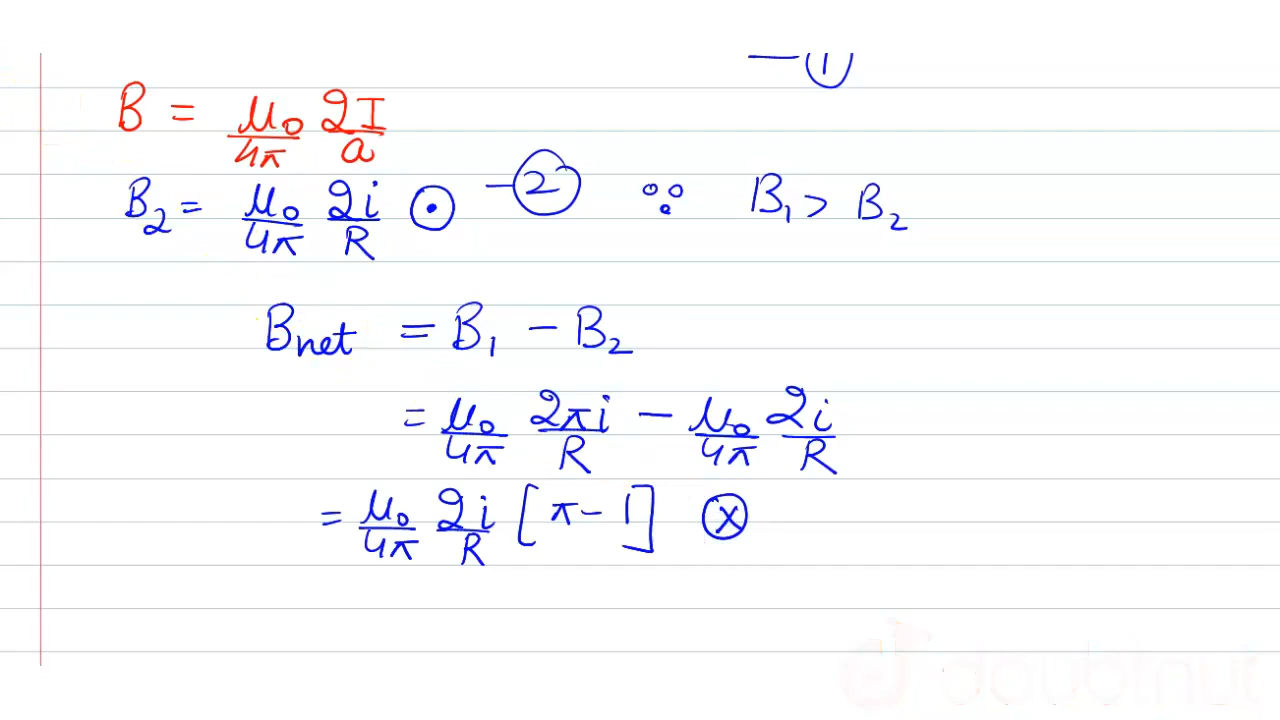 — ①
B = μ₀/4π 2I/a
B₂ = μ₀/4π 2i/R ⊙ —② ∵ B₁ > B₂
Bnet = B₁ − B₂
= μ₀/4π 2πi/R − μ₀/4π 2i/R
= μ₀/4π 2i/R [π − 1] ⊗
doubtnut